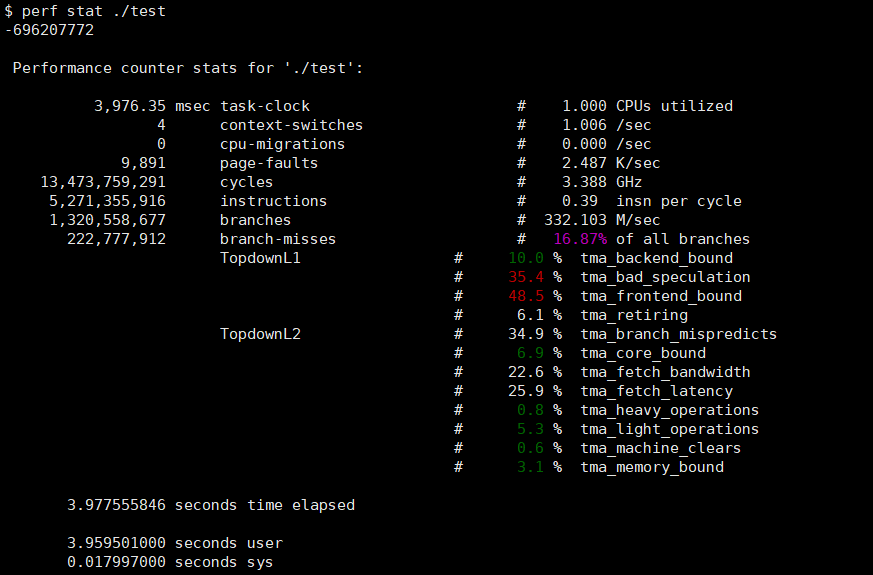 $ perf stat ./test
-696207772
Performance counter stats for './test':
3,976.35 msec task-clock # 1.000 CPUs utilized
4 context-switches # 1.006 /sec
0 cpu-migrations # 0.000 /sec
9,891 page-faults # 2.487 K/sec
13,473,759,291 cycles # 3.388 GHz
5,271,355,916 instructions # 0.39 insn per cycle
1,320,558,677 branches # 332.103 M/sec
222,777,912 branch-misses # 16.87% of all branches
TopdownL1 # 10.0 % tma_backend_bound
# 35.4 % tma_bad_speculation
# 48.5 % tma_frontend_bound
# 6.1 % tma_retiring
TopdownL2 # 34.9 % tma_branch_mispredicts
# 6.9 % tma_core_bound
# 22.6 % tma_fetch_bandwidth
# 25.9 % tma_fetch_latency
# 0.8 % tma_heavy_operations
# 5.3 % tma_light_operations
# 0.6 % tma_machine_clears
# 3.1 % tma_memory_bound
3.977555846 seconds time elapsed
3.959501000 seconds user
0.017997000 seconds sys